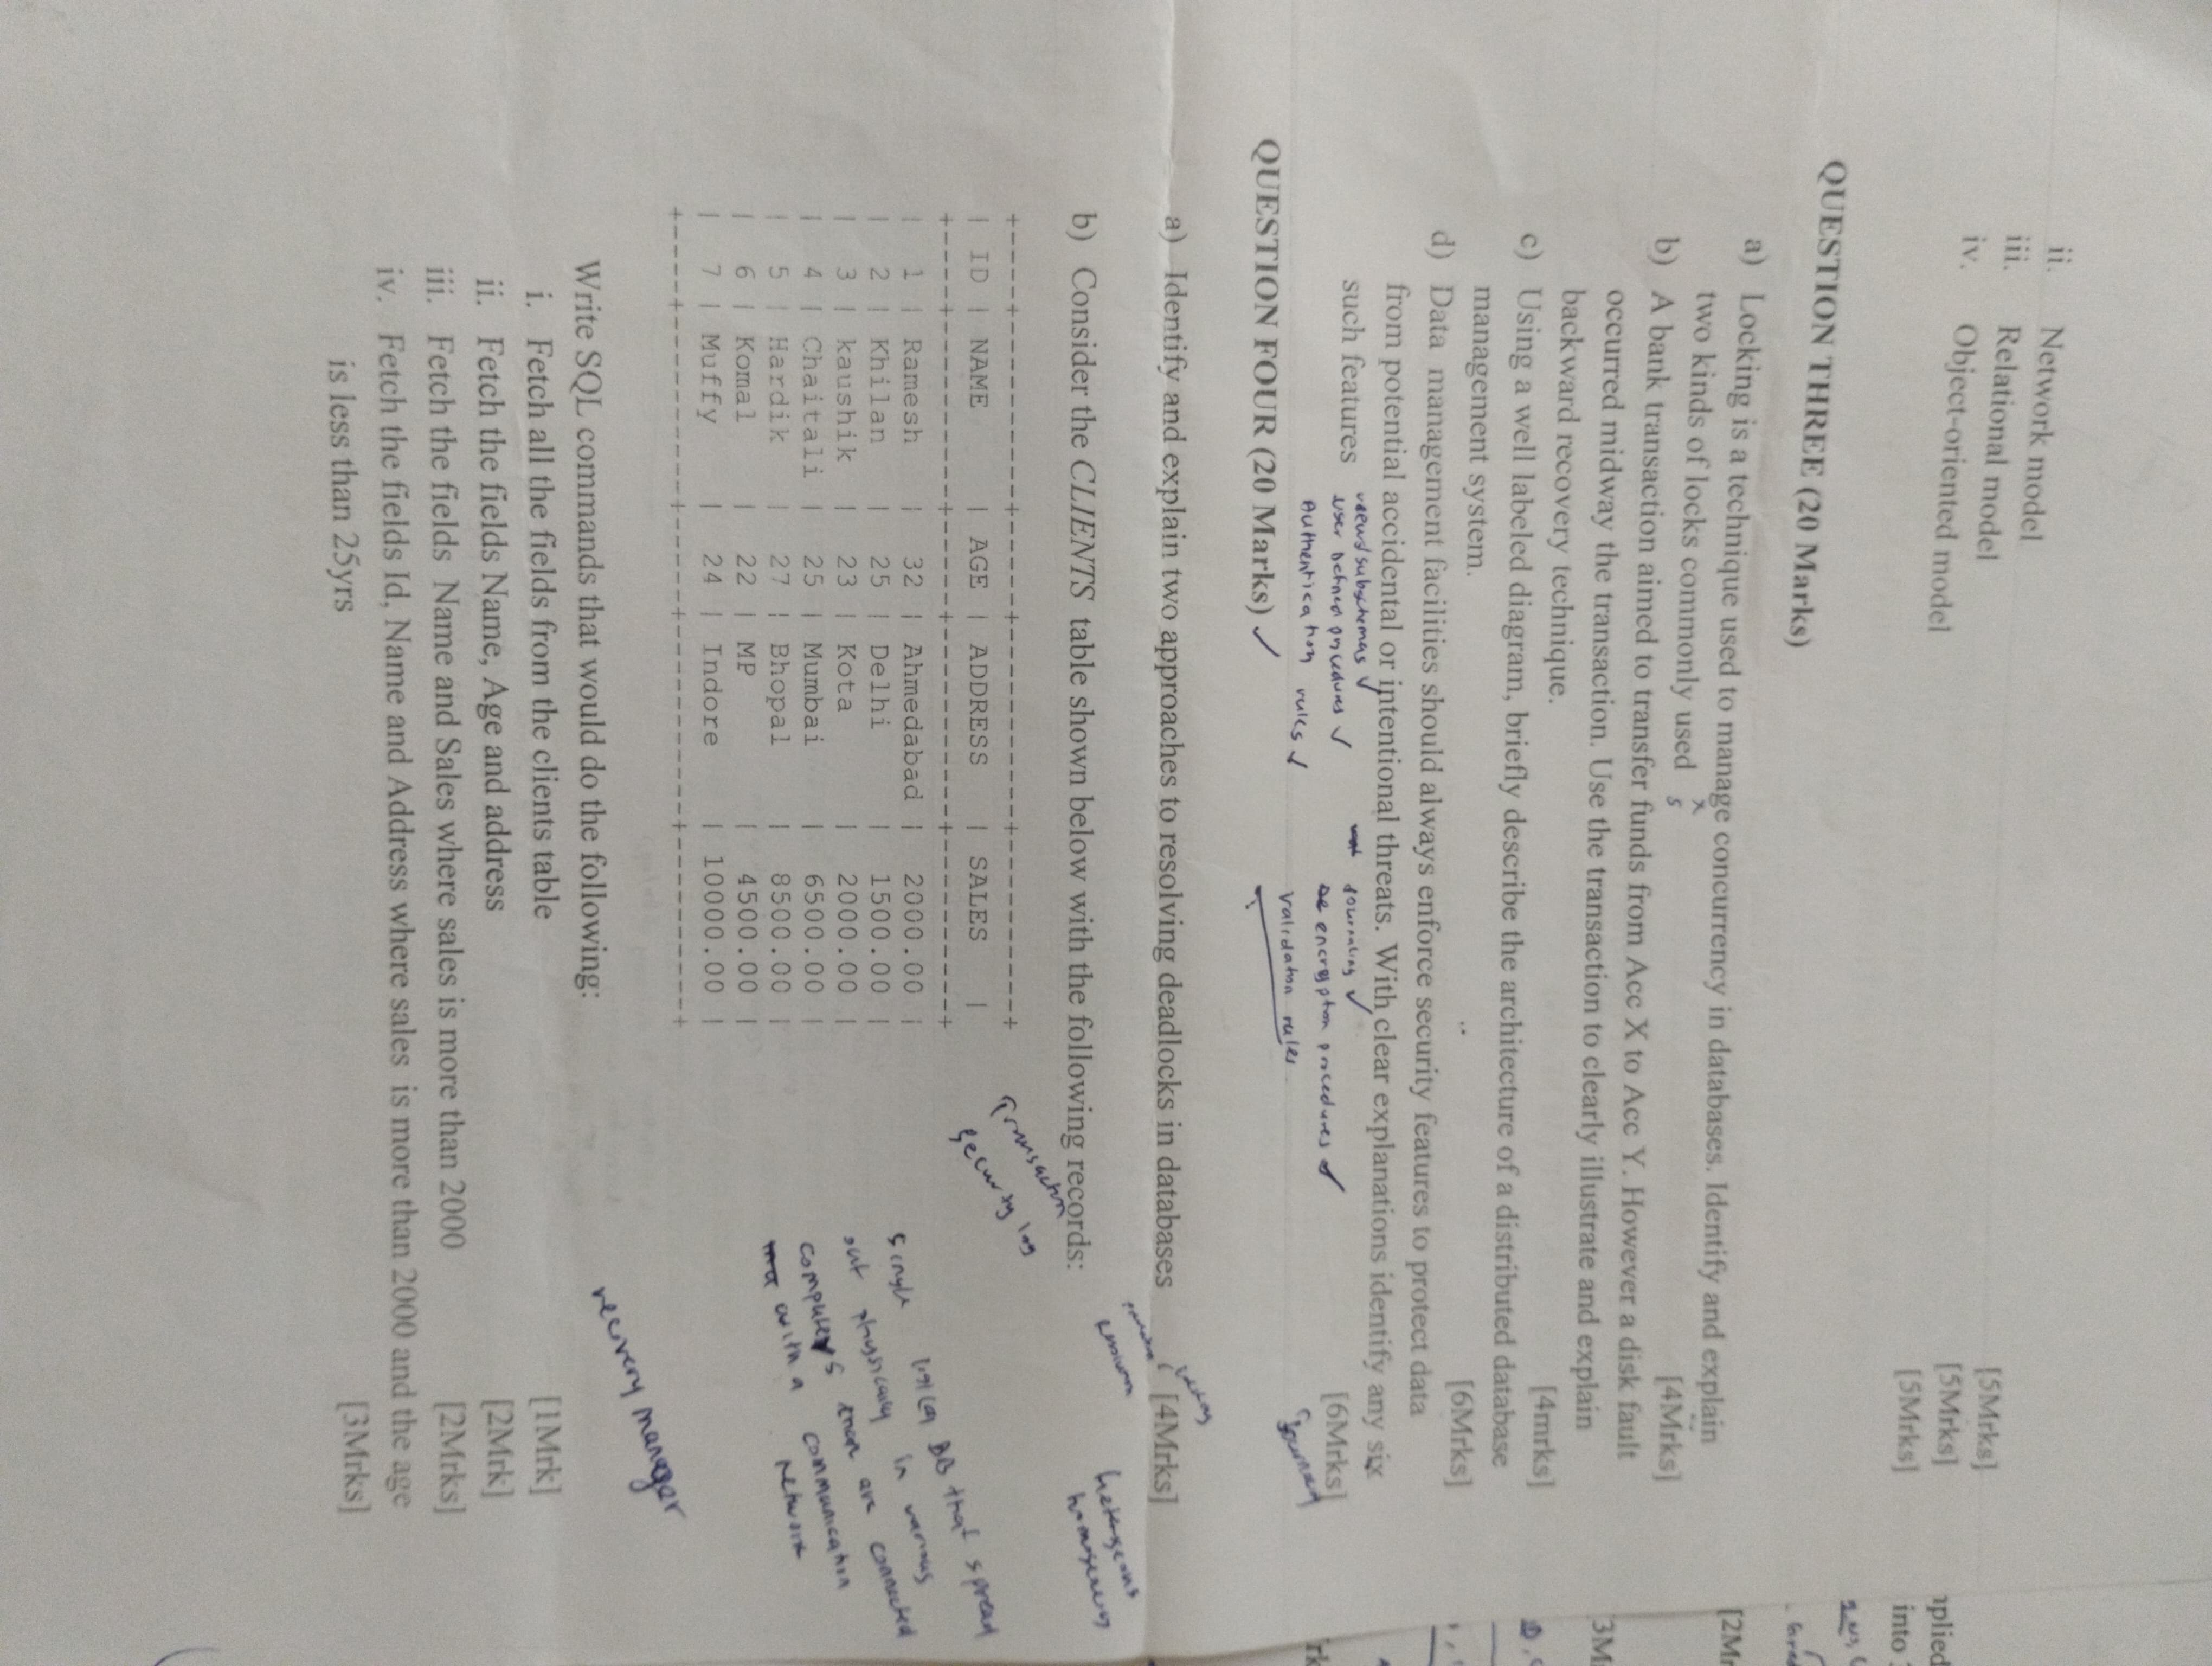 ii. Network model
iii. Relational model [5Mrks]
iv. Object-oriented model [5Mrks]
[5Mrks]
QUESTION THREE (20 Marks)
a) Locking is a technique used to manage concurrency in databases. Identify and explain
two kinds of locks commonly used [4Mrks]
x
s
b) A bank transaction aimed to transfer funds from Acc X to Acc Y. However a disk fault
occurred midway the transaction. Use the transaction to clearly illustrate and explain
backward recovery technique. [4mrks]
c) Using a well labeled diagram, briefly describe the architecture of a distributed database
management system. [6Mrks]
d) Data management facilities should always enforce security features to protect data
from potential accidental or intentional threats. With clear explanations identify any six
such features [6Mrks]
views/subschemas ✓ journaling ✓
user defined procedures ✓ encryption procedures ✓
Authentication rules ✓ validation rules
QUESTION FOUR (20 Marks) ✓
a) Identify and explain two approaches to resolving deadlocks in databases [4Mrks]
b) Consider the CLIENTS table shown below with the following records:
+----+----------+-----+-----------+----------+
| ID | NAME | AGE | ADDRESS | SALES |
+----+----------+-----+-----------+----------+
| 1 | Ramesh | 32 | Ahmedabad | 2000.00 |
| 2 | Khilan | 25 | Delhi | 1500.00 |
| 3 | kaushik | 23 | Kota | 2000.00 |
| 4 | Chaitali | 25 | Mumbai | 6500.00 |
| 5 | Hardik | 27 | Bhopal | 8500.00 |
| 6 | Komal | 22 | MP | 4500.00 |
| 7 | Muffy | 24 | Indore | 10000.00 |
+----+----------+-----+-----------+----------+
Transaction
security log
heterogeous
homogeneous
single logical DB that spread
out physically in various
computers that are connected
with a communication
network
recovery manager
Write SQL commands that would do the following:
i. Fetch all the fields from the clients table [1Mrk]
ii. Fetch the fields Name, Age and address [2Mrk]
iii. Fetch the fields Name and Sales where sales is more than 2000 [2Mrks]
iv. Fetch the fields Id, Name and Address where sales is more than 2000 and the age
is less than 25yrs [3Mrks]